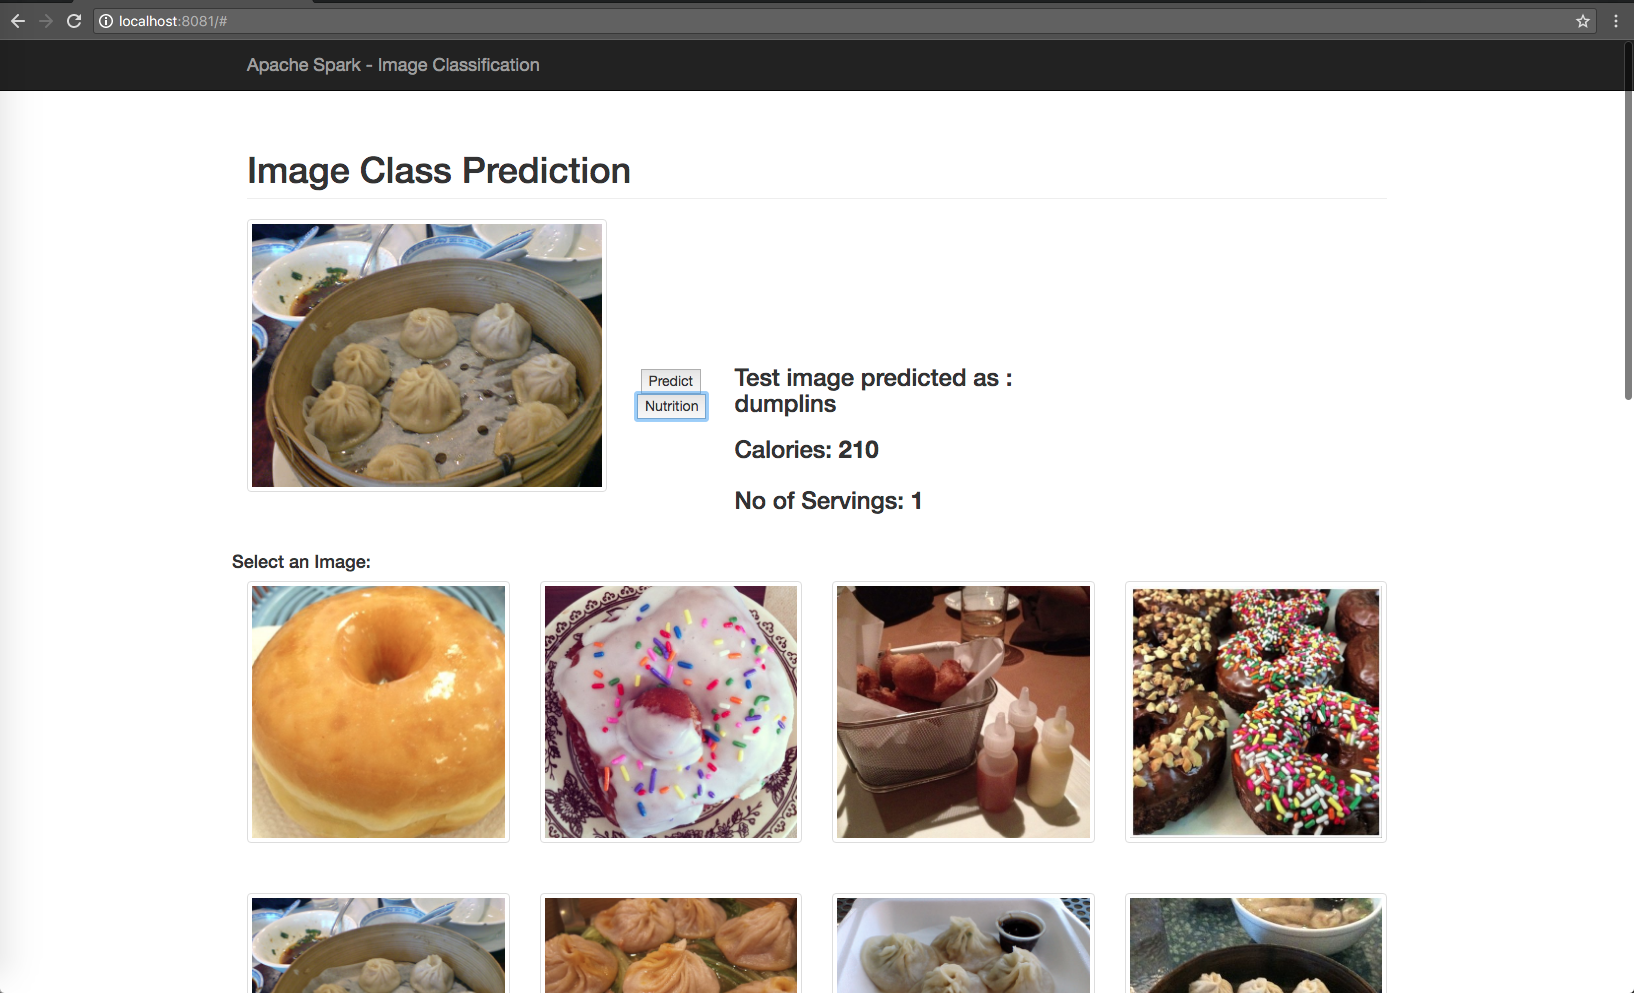 localhost:8081/#
Apache Spark - Image Classification
Image Class Prediction
Predict
Nutrition
Test image predicted as :
dumplins
Calories: 210
No of Servings: 1
Select an Image: